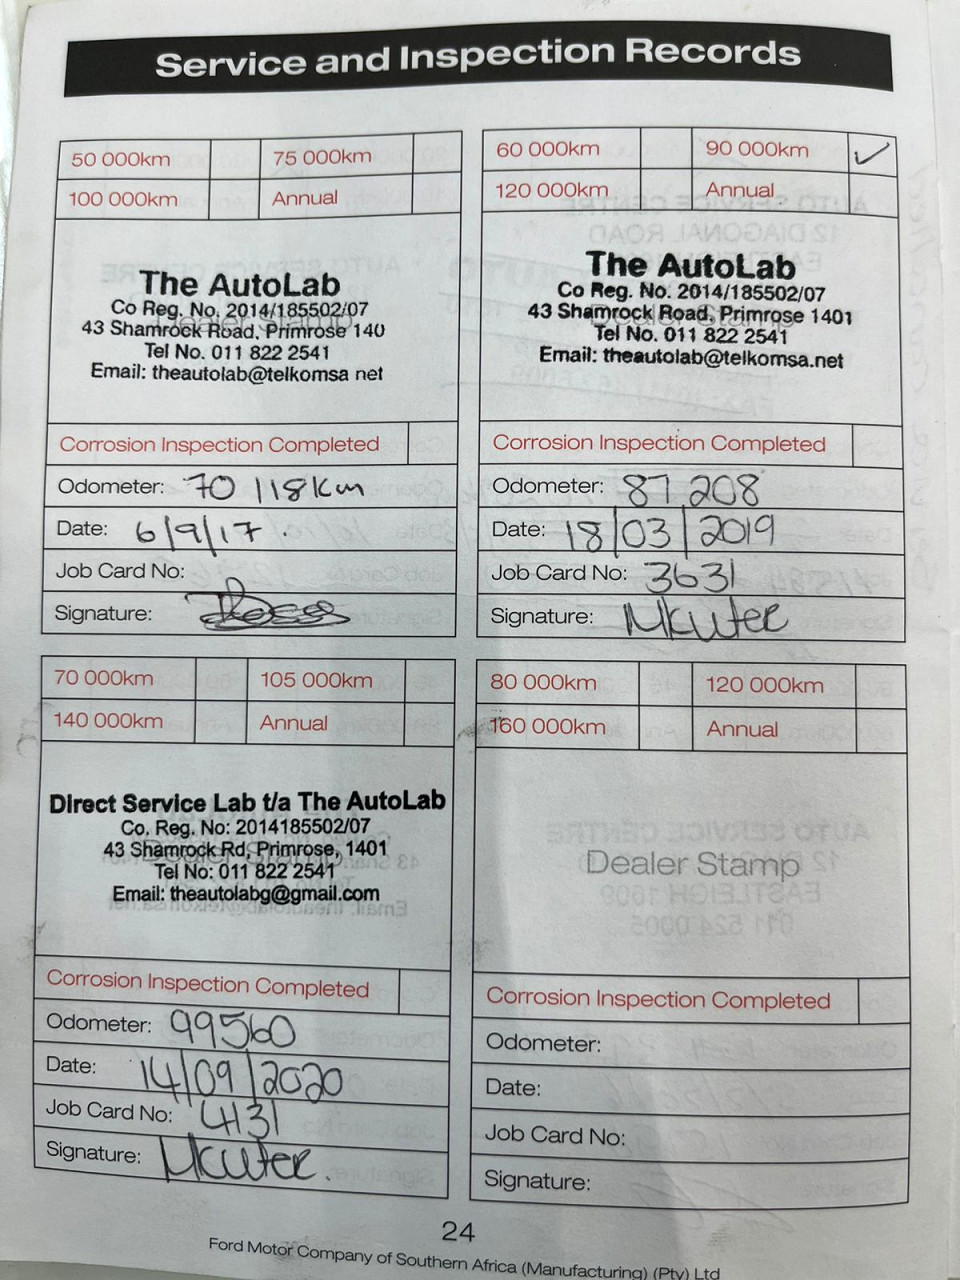 Service and Inspection Records
50 000km 75 000km
100 000km Annual
The AutoLab
Co Reg. No. 2014/185502/07
43 Shamrock Road, Primrose 140
Tel No. 011 822 2541
Email: theautolab@telkomsa net
Corrosion Inspection Completed
Odometer: 70 118km
Date: 6/9/17.
Job Card No:
Signature:
60 000km 90 000km ✓
120 000km Annual
The AutoLab
Co Reg. No. 2014/185502/07
43 Shamrock Road, Primrose 1401
Tel No. 011 822 2541
Email: theautolab@telkomsa.net
Corrosion Inspection Completed
Odometer: 87 208
Date: 18/03/2019
Job Card No: 3631
Signature:
70 000km 105 000km
140 000km Annual
Direct Service Lab t/a The AutoLab
Co. Reg. No: 2014185502/07
43 Shamrock Rd, Primrose, 1401
Tel No: 011 822 2541
Email: theautolabg@gmail.com
Corrosion Inspection Completed
Odometer: 99560
Date: 14/09/2020
Job Card No: 4131
Signature:
80 000km 120 000km
160 000km Annual
Dealer Stamp
Corrosion Inspection Completed
Odometer:
Date:
Job Card No:
Signature:
24
Ford Motor Company of Southern Africa (Manufacturing) (Pty) Ltd